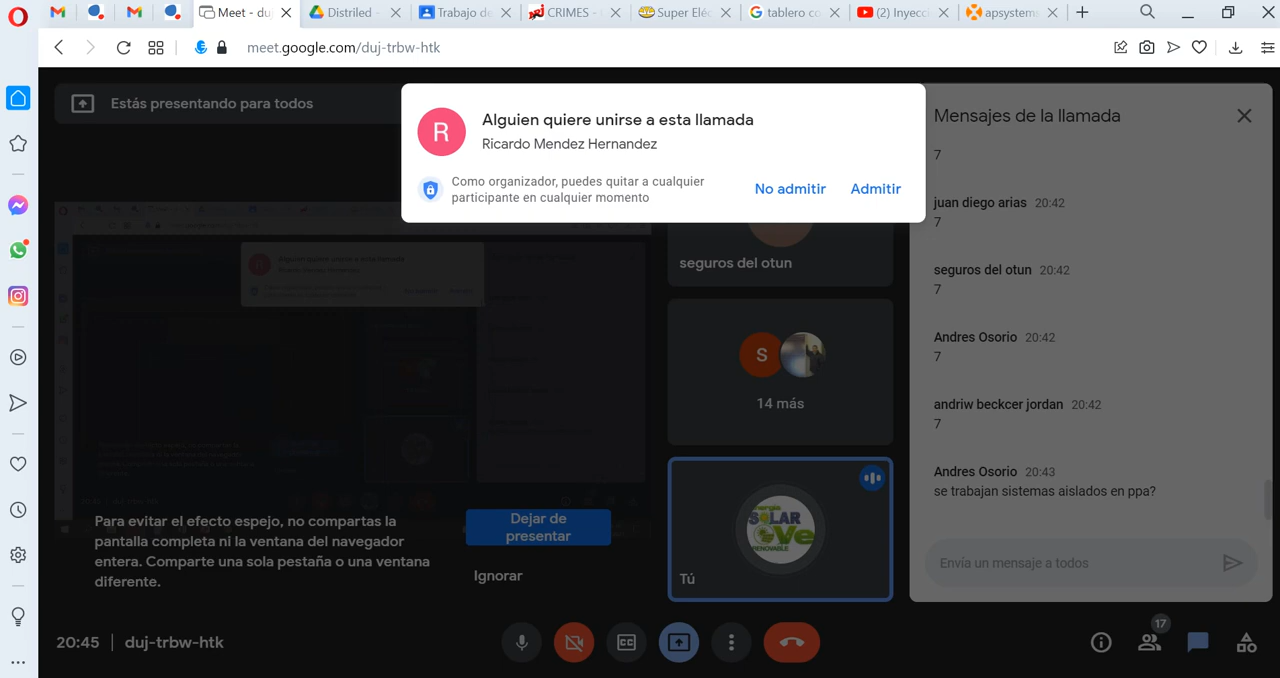 Meet - duj
Distriled -
Trabajo de
CRIMES -
Super Eléc
tablero co
(2) Inyecci
apsystems
meet.google.com/duj-trbw-htk
Estás presentando para todos
R
Alguien quiere unirse a esta llamada
Ricardo Mendez Hernandez
Como organizador, puedes quitar a cualquier
participante en cualquier momento
No admitir
Admitir
Mensajes de la llamada
7
juan diego arias 20:42
7
seguros del otun 20:42
7
Andres Osorio 20:42
7
andriw beckcer jordan 20:42
7
Andres Osorio 20:43
se trabajan sistemas aislados en ppa?
Envía un mensaje a todos
seguros del otun
S
14 más
SOLAR
RENOVABLE
Tú
Para evitar el efecto espejo, no compartas la
pantalla completa ni la ventana del navegador
entera. Comparte una sola pestaña o una ventana
diferente.
Dejar de
presentar
Ignorar
20:45 | duj-trbw-htk
17